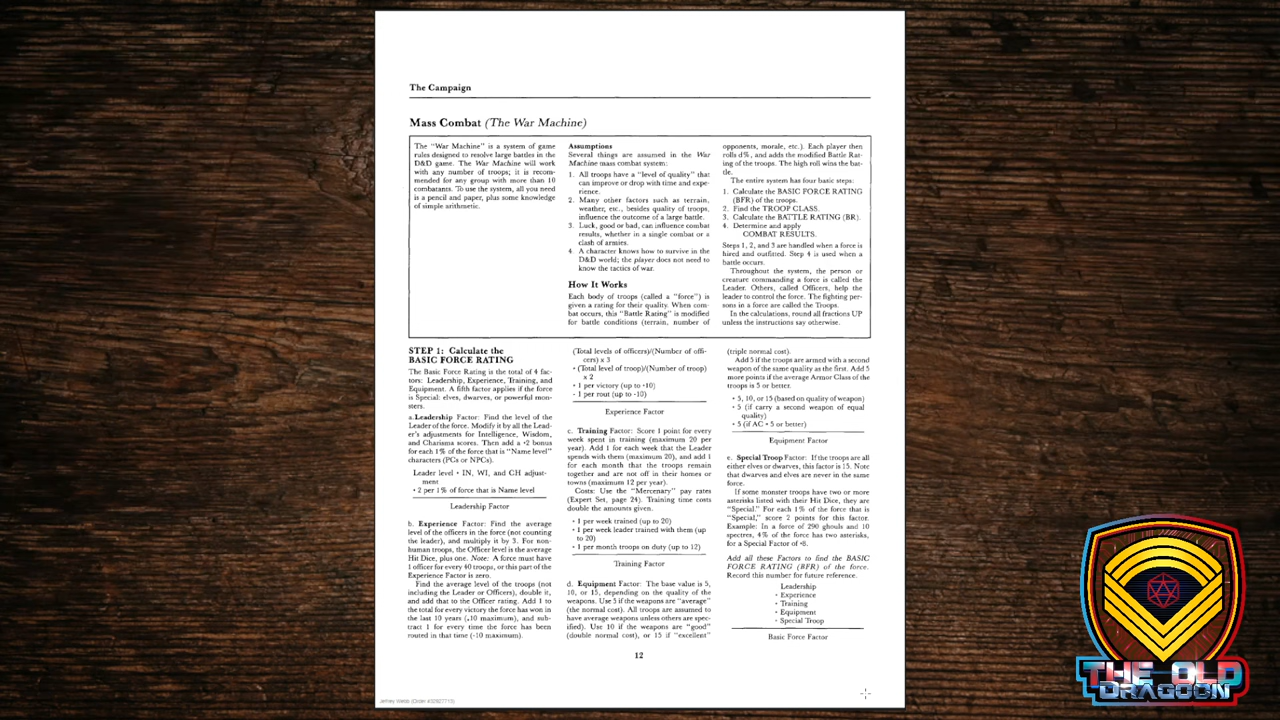 The Campaign
Mass Combat (The War Machine)
The "War Machine" is a system of game
rules designed to resolve large battles in the
D&D game. The War Machine will work
with any number of troops; it is recom-
mended for any group with more than 10
combatants. To use the system, all you need
is a pencil and paper, plus some knowledge
of simple arithmetic.
Assumptions
Several things are assumed in the War
Machine mass combat system:
1. All troops have a "level of quality" that
can improve or drop with time and expe-
rience.
2. Many other factors such as terrain,
weather, etc., besides quality of troops,
influence the outcome of a large battle.
3. Luck, good or bad, can influence combat
results, whether in a single combat or a
clash of armies.
4. A character knows how to survive in the
D&D world; the player does not need to
know the tactics of war.
How It Works
Each body of troops (called a "force") is
given a rating for their quality. When com-
bat occurs, this "Battle Rating" is modified
for battle conditions (terrain, number of
opponents, morale, etc.). Each player then
rolls d%, and adds the modified Battle Rat-
ing of the troops. The high roll wins the bat-
tle.
The entire system has four basic steps:
1. Calculate the BASIC FORCE RATING
(BFR) of the troops.
2. Find the TROOP CLASS.
3. Calculate the BATTLE RATING (BR).
4. Determine and apply
COMBAT RESULTS.
Steps 1, 2, and 3 are handled when a force is
hired and outfitted. Step 4 is used when a
battle occurs.
Throughout the system, the person or
creature commanding a force is called the
Leader. Others, called Officers, help the
leader to control the force. The fighting per-
sons in a force are called the Troops.
In the calculations, round all fractions UP
unless the instructions say otherwise.
STEP 1: Calculate the
BASIC FORCE RATING
The Basic Force Rating is the total of 4 fac-
tors: Leadership, Experience, Training, and
Equipment. A fifth factor applies if the force
is Special: elves, dwarves, or powerful mon-
sters.
a. Leadership Factor: Find the level of the
Leader of the force. Modify it by all the Lead-
er's adjustments for Intelligence, Wisdom,
and Charisma scores. Then add a +2 bonus
for each 1% of the force that is "Name level"
characters (PCs or NPCs).
Leader level + IN, WI, and CH adjust-
ment
+ 2 per 1% of force that is Name level
Leadership Factor
b. Experience Factor: Find the average
level of the officers in the force (not counting
the leader), and multiply it by 3. For non-
human troops, the Officer level is the average
Hit Dice, plus one. Note: A force must have
1 officer for every 40 troops, or this part of the
Experience Factor is zero.
Find the average level of the troops (not
including the Leader or Officers), double it,
and add that to the Officer rating. Add 1 to
the total for every victory the force has won in
the last 10 years (+10 maximum), and sub-
tract 1 for every time the force has been
routed in that time (-10 maximum).
(Total levels of officers)/(Number of offi-
cers) x 3
+ (Total level of troop)/(Number of troop)
x 2
+ 1 per victory (up to +10)
- 1 per rout (up to -10)
Experience Factor
c. Training Factor: Score 1 point for every
week spent in training (maximum 20 per
year). Add 1 for each week that the Leader
spends with them (maximum 20), and add 1
for each month that the troops remain
together and are not off in their homes or
towns (maximum 12 per year).
Costs: Use the "Mercenary" pay rates
(Expert Set, page 24). Training time costs
double the amounts given.
+ 1 per week trained (up to 20)
+ 1 per week leader trained with them (up
to 20)
+ 1 per month troops on duty (up to 12)
Training Factor
d. Equipment Factor: The base value is 5,
10, or 15, depending on the quality of the
weapons. Use 5 if the weapons are "average"
(the normal cost). All troops are assumed to
have average weapons unless others are spec-
ified). Use 10 if the weapons are "good"
(double normal cost), or 15 if "excellent"
(triple normal cost).
Add 5 if the troops are armed with a second
weapon of the same quality as the first. Add 5
more points if the average Armor Class of the
troops is 5 or better.
+ 5, 10, or 15 (based on quality of weapon)
+ 5 (if carry a second weapon of equal
quality)
+ 5 (if AC = 5 or better)
Equipment Factor
e. Special Troop Factor: If the troops are all
either elves or dwarves, this factor is 15. Note
that dwarves and elves are never in the same
force.
If some monster troops have two or more
asterisks listed with their Hit Dice, they are
"Special." For each 1% of the force that is
"Special," score 2 points for this factor.
Example: In a force of 290 ghouls and 10
spectres, 4% of the force has two asterisks,
for a Special Factor of +8.
Add all these Factors to find the BASIC
FORCE RATING (BFR) of the force.
Record this number for future reference.
Leadership
+ Experience
+ Training
+ Equipment
+ Special Troop
Basic Force Factor
12
THE OLD
DRAGOON